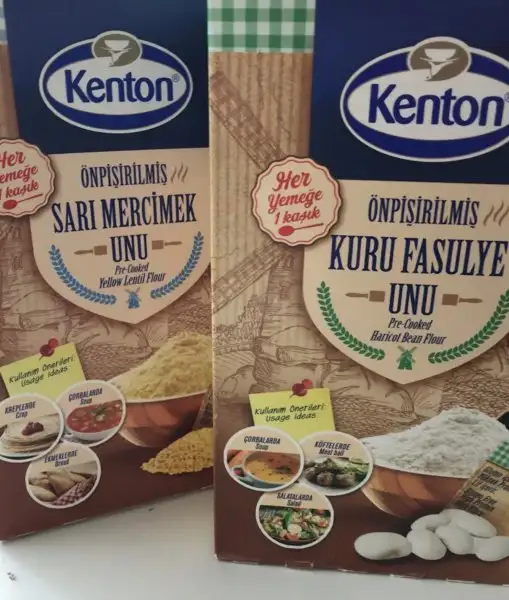 Kenton®
Her
Yemeğe
1 kaşık
ÖNPİŞİRİLMİŞ
SARI MERCİMEK
UNU
Pre-Cooked
Yellow Lentil Flour
Kullanım Önerileri
Usage ideas
KREPLERDE
Crep
ÇORBALARDA
Soup
EKMEKLERDE
Bread
Kenton
Her
Yemeğe
1 kaşık
ÖNPİŞİRİLMİŞ
KURU FASULYE
UNU
Pre-Cooked
Haricot Bean Flour
Kullanım Önerileri:
Usage ideas
ÇORBALARDA
Soup
KÖFTELERDE
Meat ball
SALATALARDA
Salad